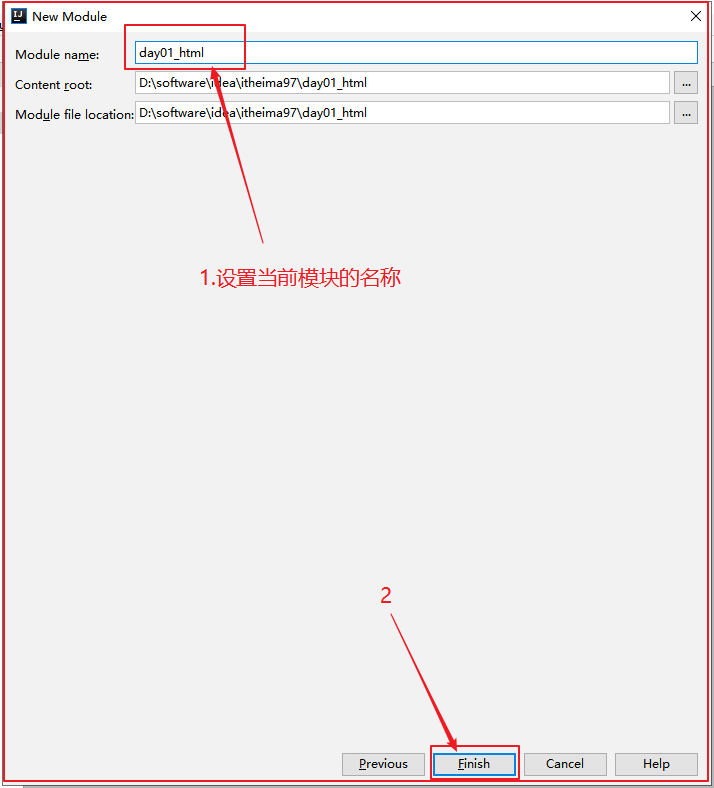 New Module
Module name: day01_html
Content root: D:\software\idea\itheima97\day01_html ...
Module file location: D:\software\idea\itheima97\day01_html ...
1.设置当前模块的名称
2
Previous Finish Cancel Help